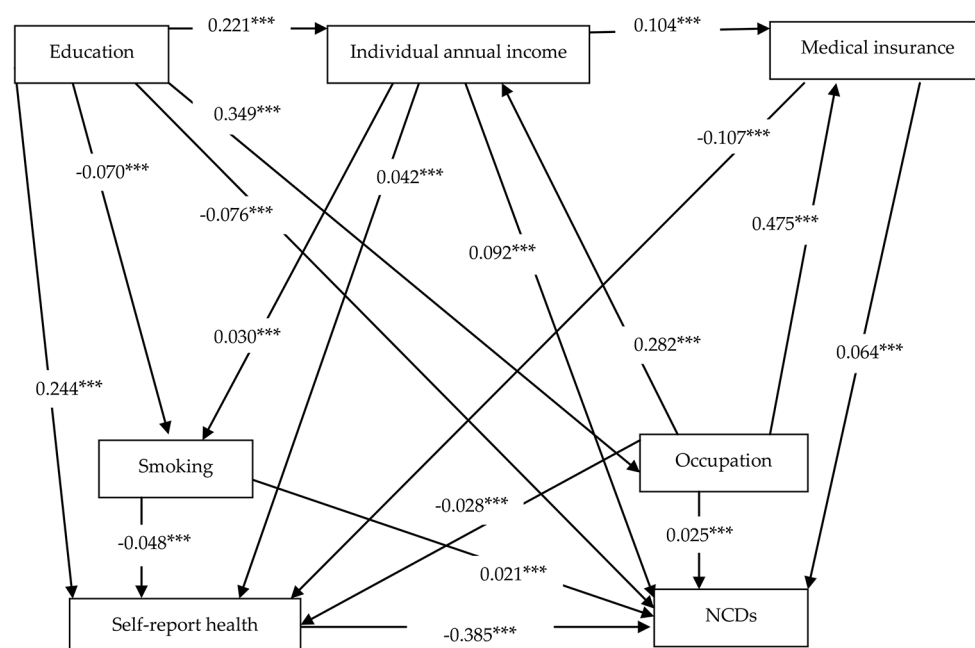 Education
0.221***
Individual annual income
0.104***
Medical insurance
0.349***
-0.107***
-0.070***
0.042***
-0.076***
0.475***
0.092***
0.030***
0.282***
0.064***
0.244***
Smoking
Occupation
-0.028***
-0.048***
0.025***
0.021***
Self-report health
-0.385***
NCDs